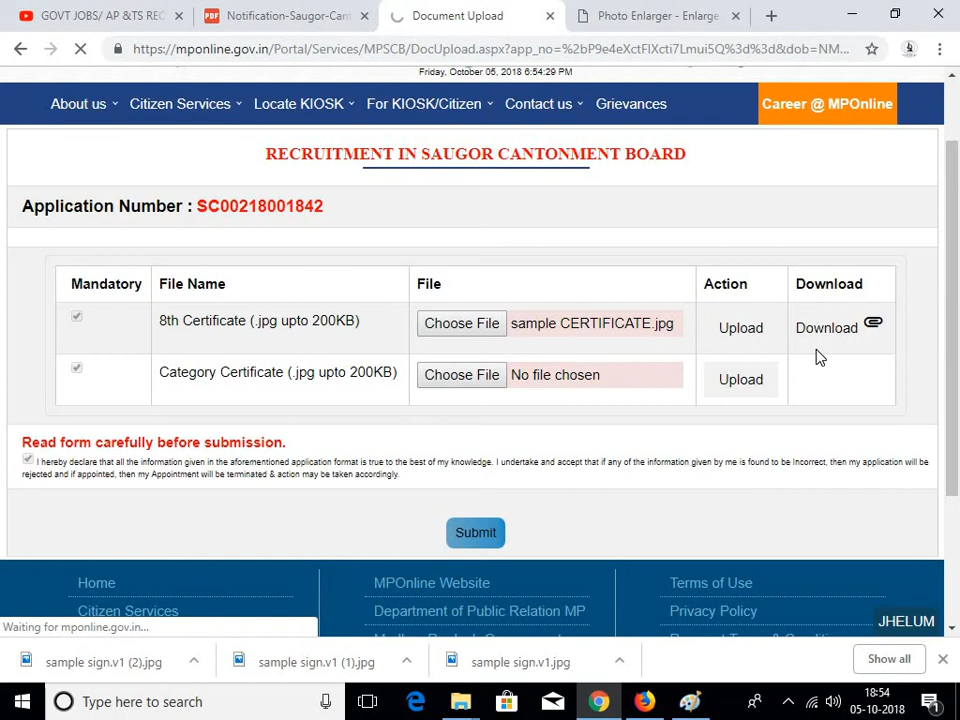 GOVT JOBS/ AP &TS REC
Notification-Saugor-Cant
Document Upload
Photo Enlarger - Enlarge
https://mponline.gov.in/Portal/Services/MPSCB/DocUpload.aspx?app_no=%2bP9e4eXctFlXcti7Lmui5Q%3d%3d&dob=NM...
Friday, October 05, 2018 6:54:29 PM
About us
Citizen Services
Locate KIOSK
For KIOSK/Citizen
Contact us
Grievances
Career @ MPOnline
RECRUITMENT IN SAUGOR CANTONMENT BOARD
Application Number : SC00218001842
Mandatory File Name File Action Download
8th Certificate (.jpg upto 200KB) Choose File sample CERTIFICATE.jpg Upload Download
Category Certificate (.jpg upto 200KB) Choose File No file chosen Upload
Read form carefully before submission.
I hereby declare that all the information given in the aforementioned application format is true to the best of my knowledge. I undertake and accept that if any of the information given by me is found to be Incorrect, then my application will be
rejected and if appointed, then my Appointment will be terminated & action may be taken accordingly.
Submit
Home MPOnline Website Terms of Use
Citizen Services Department of Public Relation MP Privacy Policy
JHELUM
Waiting for mponline.gov.in...
sample sign.v1 (2).jpg
sample sign.v1 (1).jpg
sample sign.v1.jpg
Show all
Type here to search
18:54
05-10-2018
1